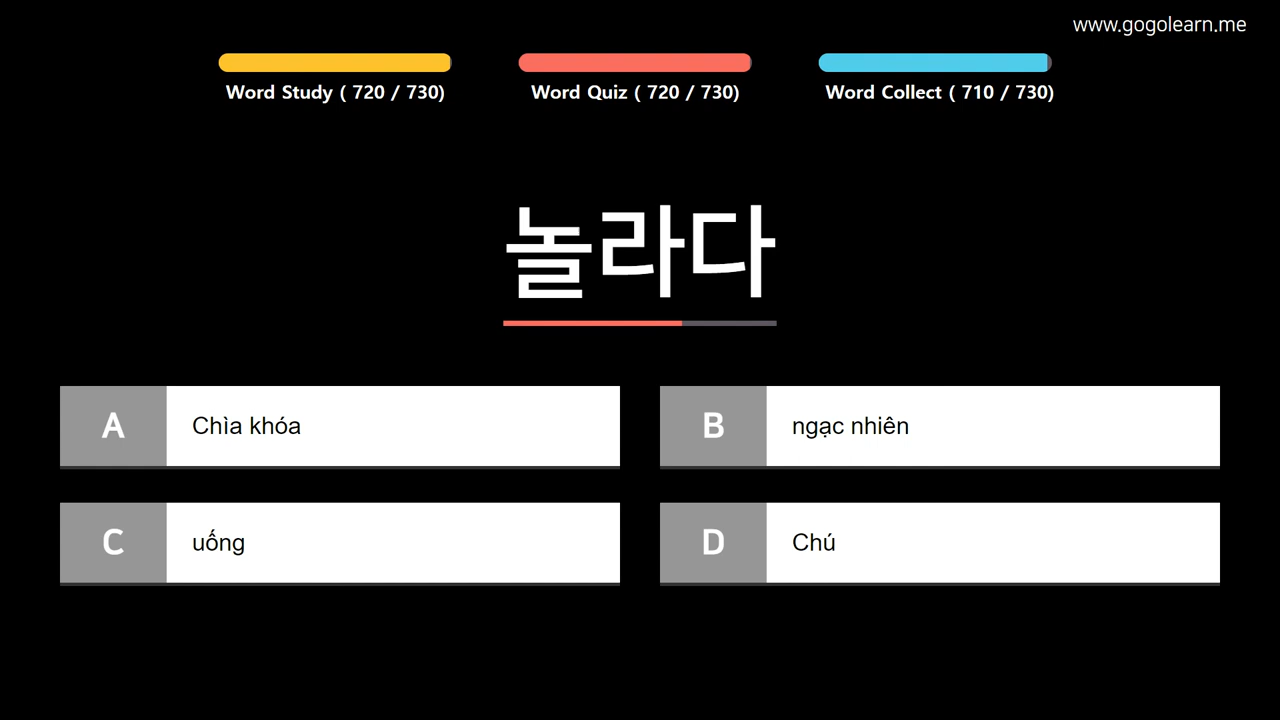 www.gogolearn.me
Word Study ( 720 / 730)
Word Quiz ( 720 / 730)
Word Collect ( 710 / 730)
놀라다
A Chìa khóa
B ngạc nhiên
C uống
D Chú